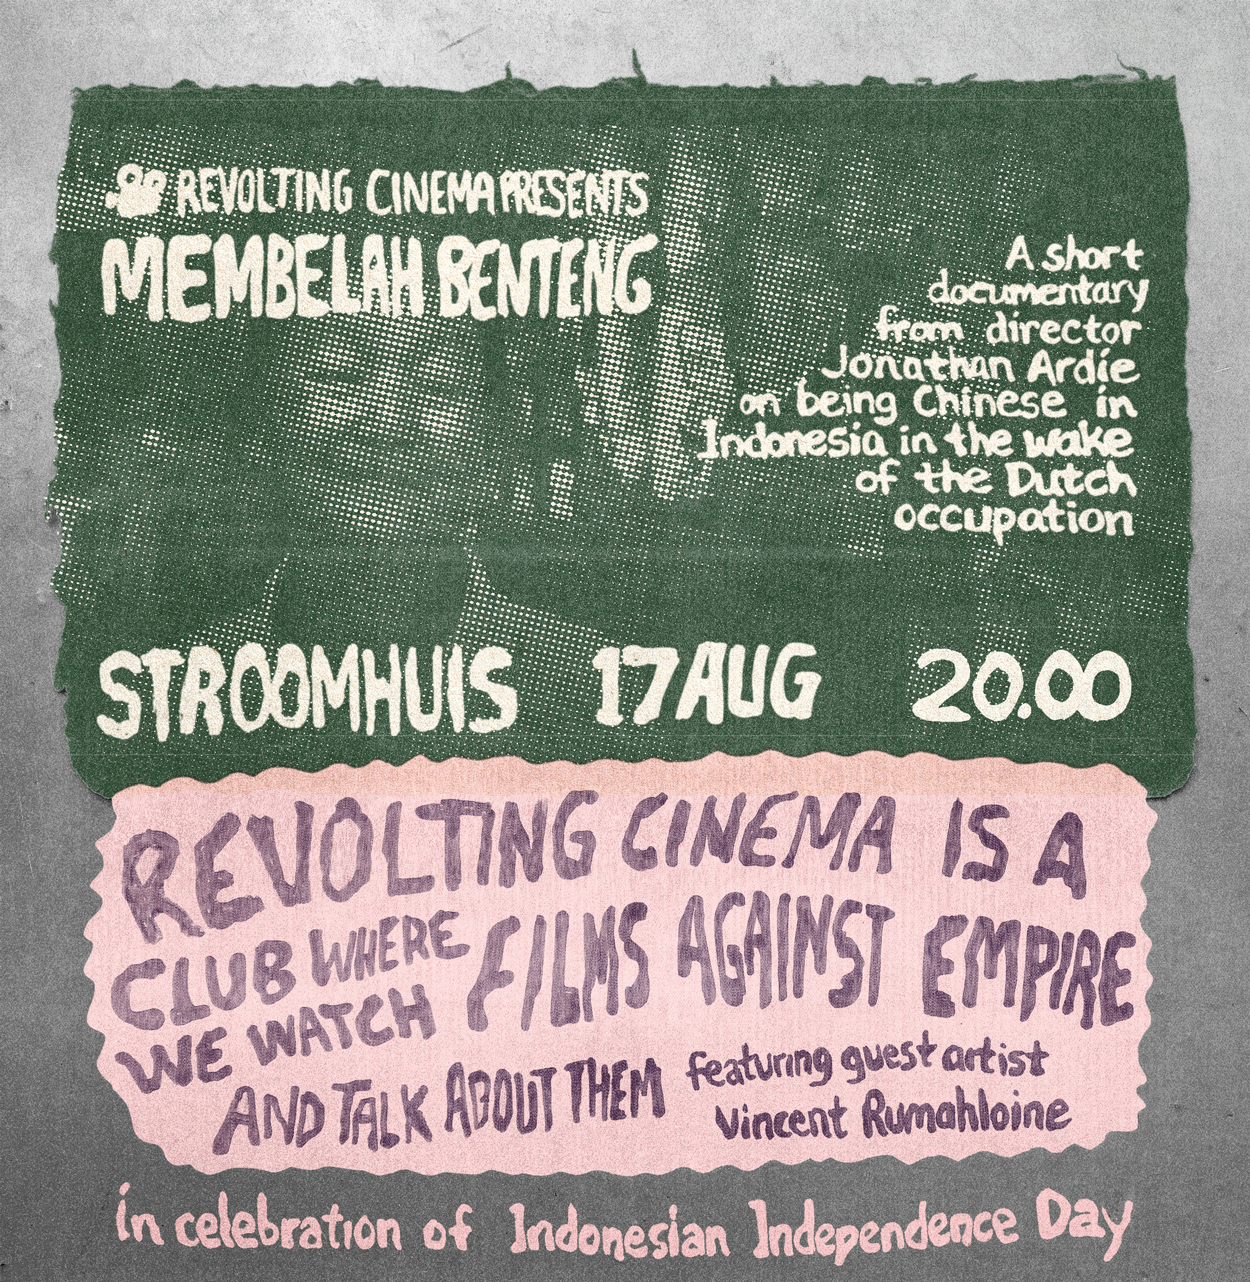 REVOLTING CINEMA PRESENTS
MEMBELAH BENTENG
A short
documentary
from director
Jonathan Ardie
on being Chinese in
Indonesia in the wake
of the Dutch
occupation
STROOMHUIS 17 AUG 20.00
REVOLTING CINEMA IS A
CLUB WHERE
WE WATCH
FILMS AGAINST EMPIRE
AND TALK ABOUT THEM
featuring guest artist
Vincent Rumahloine
in celebration of Indonesian Independence Day